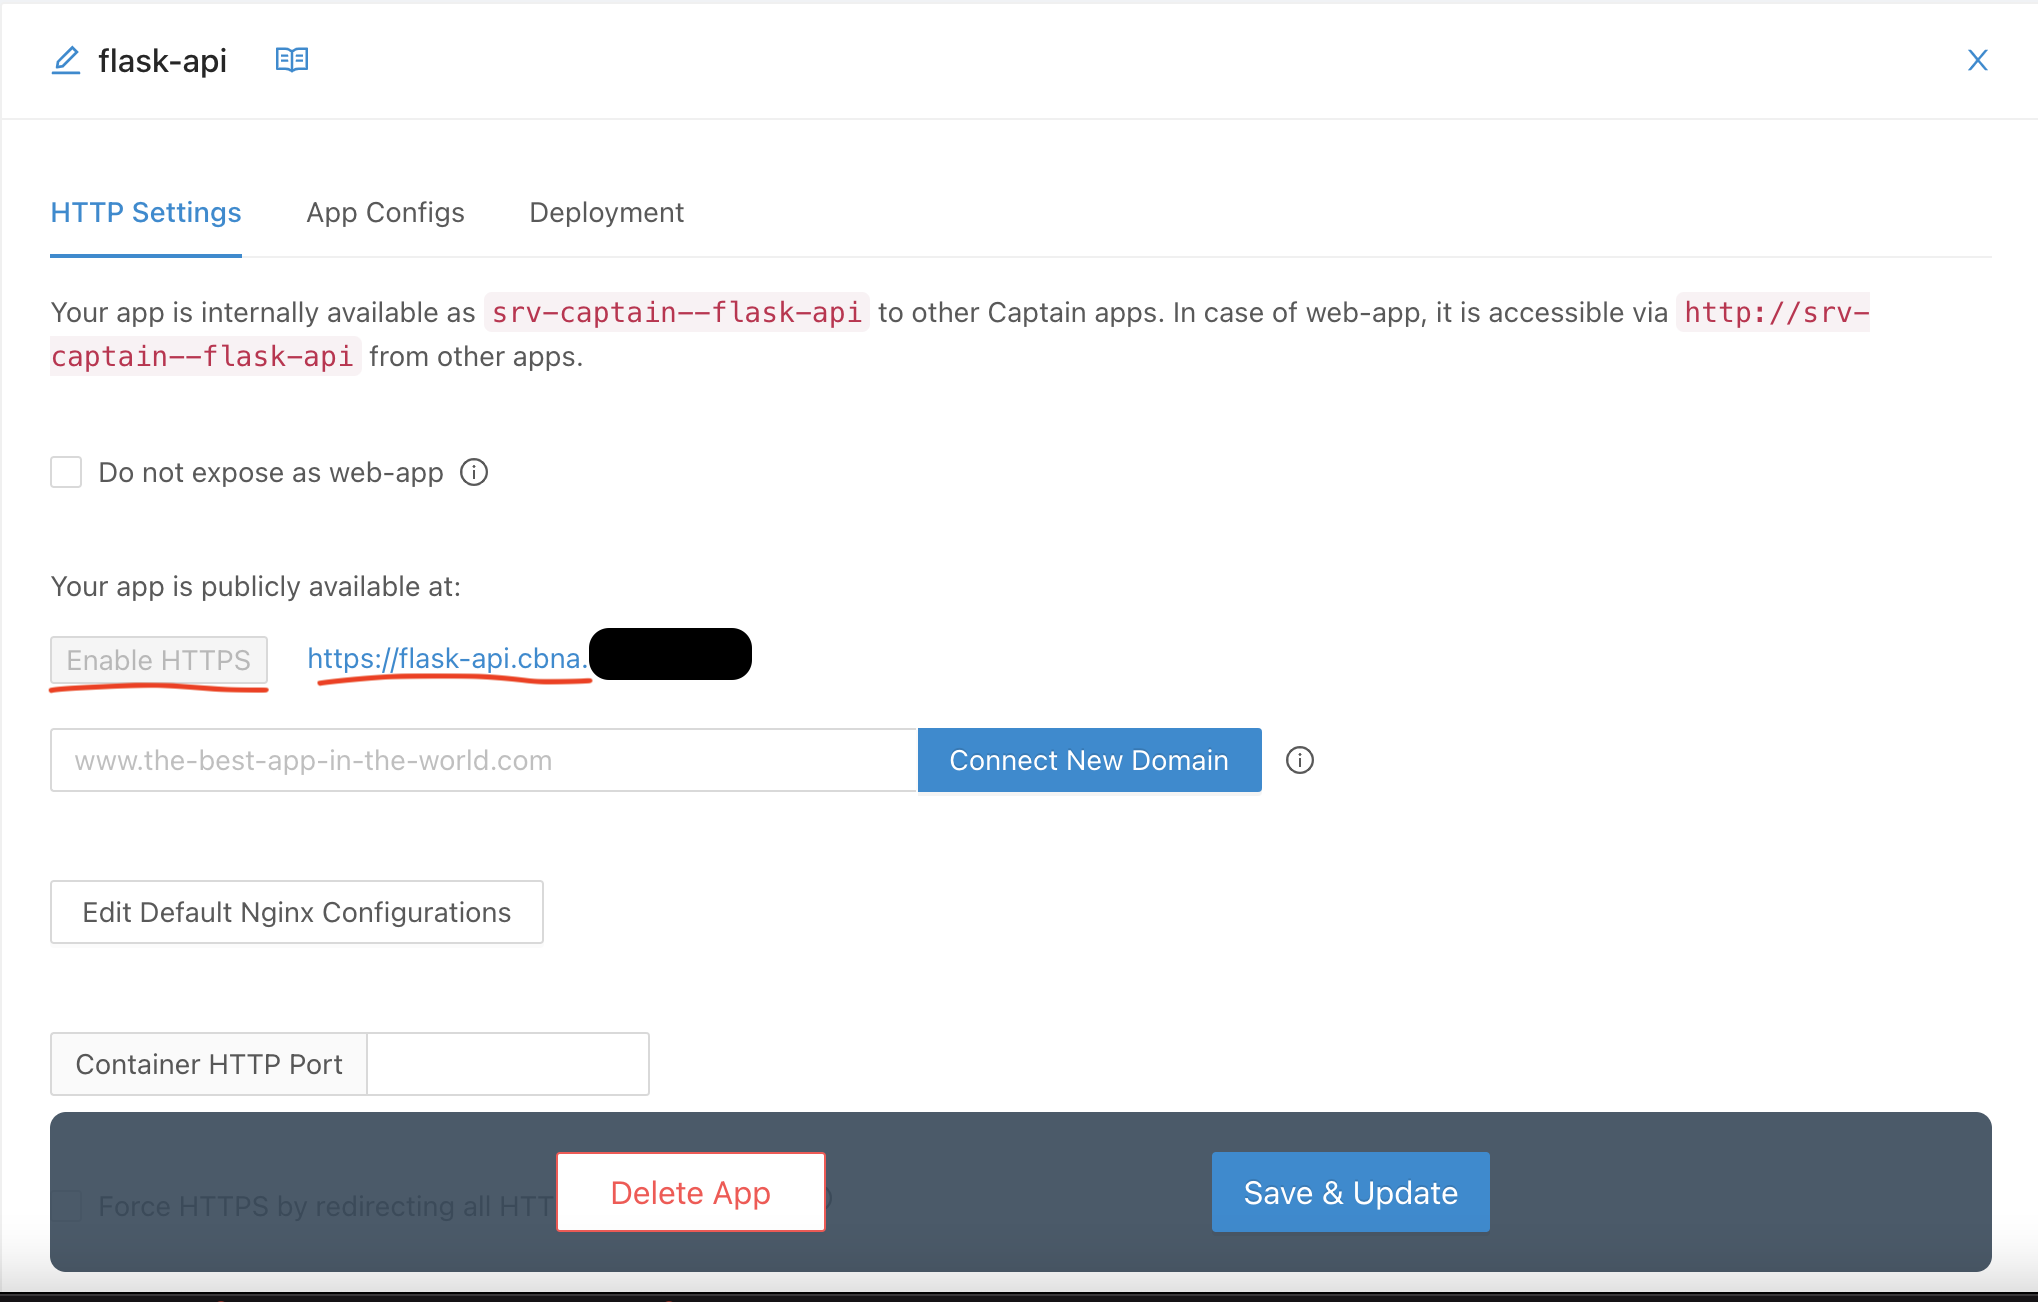 flask-api
HTTP Settings App Configs Deployment
Your app is internally available as srv-captain--flask-api to other Captain apps. In case of web-app, it is accessible via http://srv-
captain--flask-api from other apps.
Do not expose as web-app
Your app is publicly available at:
Enable HTTPS https://flask-api.cbna.
www.the-best-app-in-the-world.com Connect New Domain
Edit Default Nginx Configurations
Container HTTP Port
Force HTTPS by redirecting all HTT Delete App Save & Update